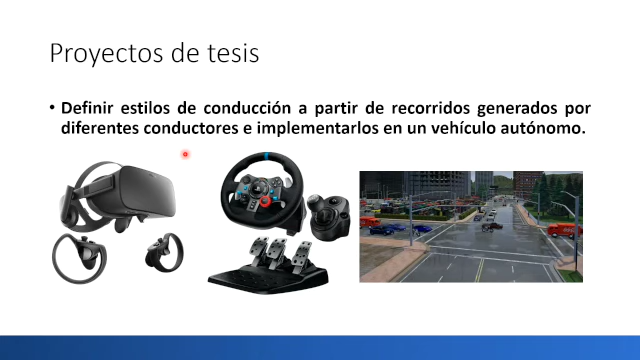 Proyectos de tesis
• Definir estilos de conducción a partir de recorridos generados por
diferentes conductores e implementarlos en un vehículo autónomo.